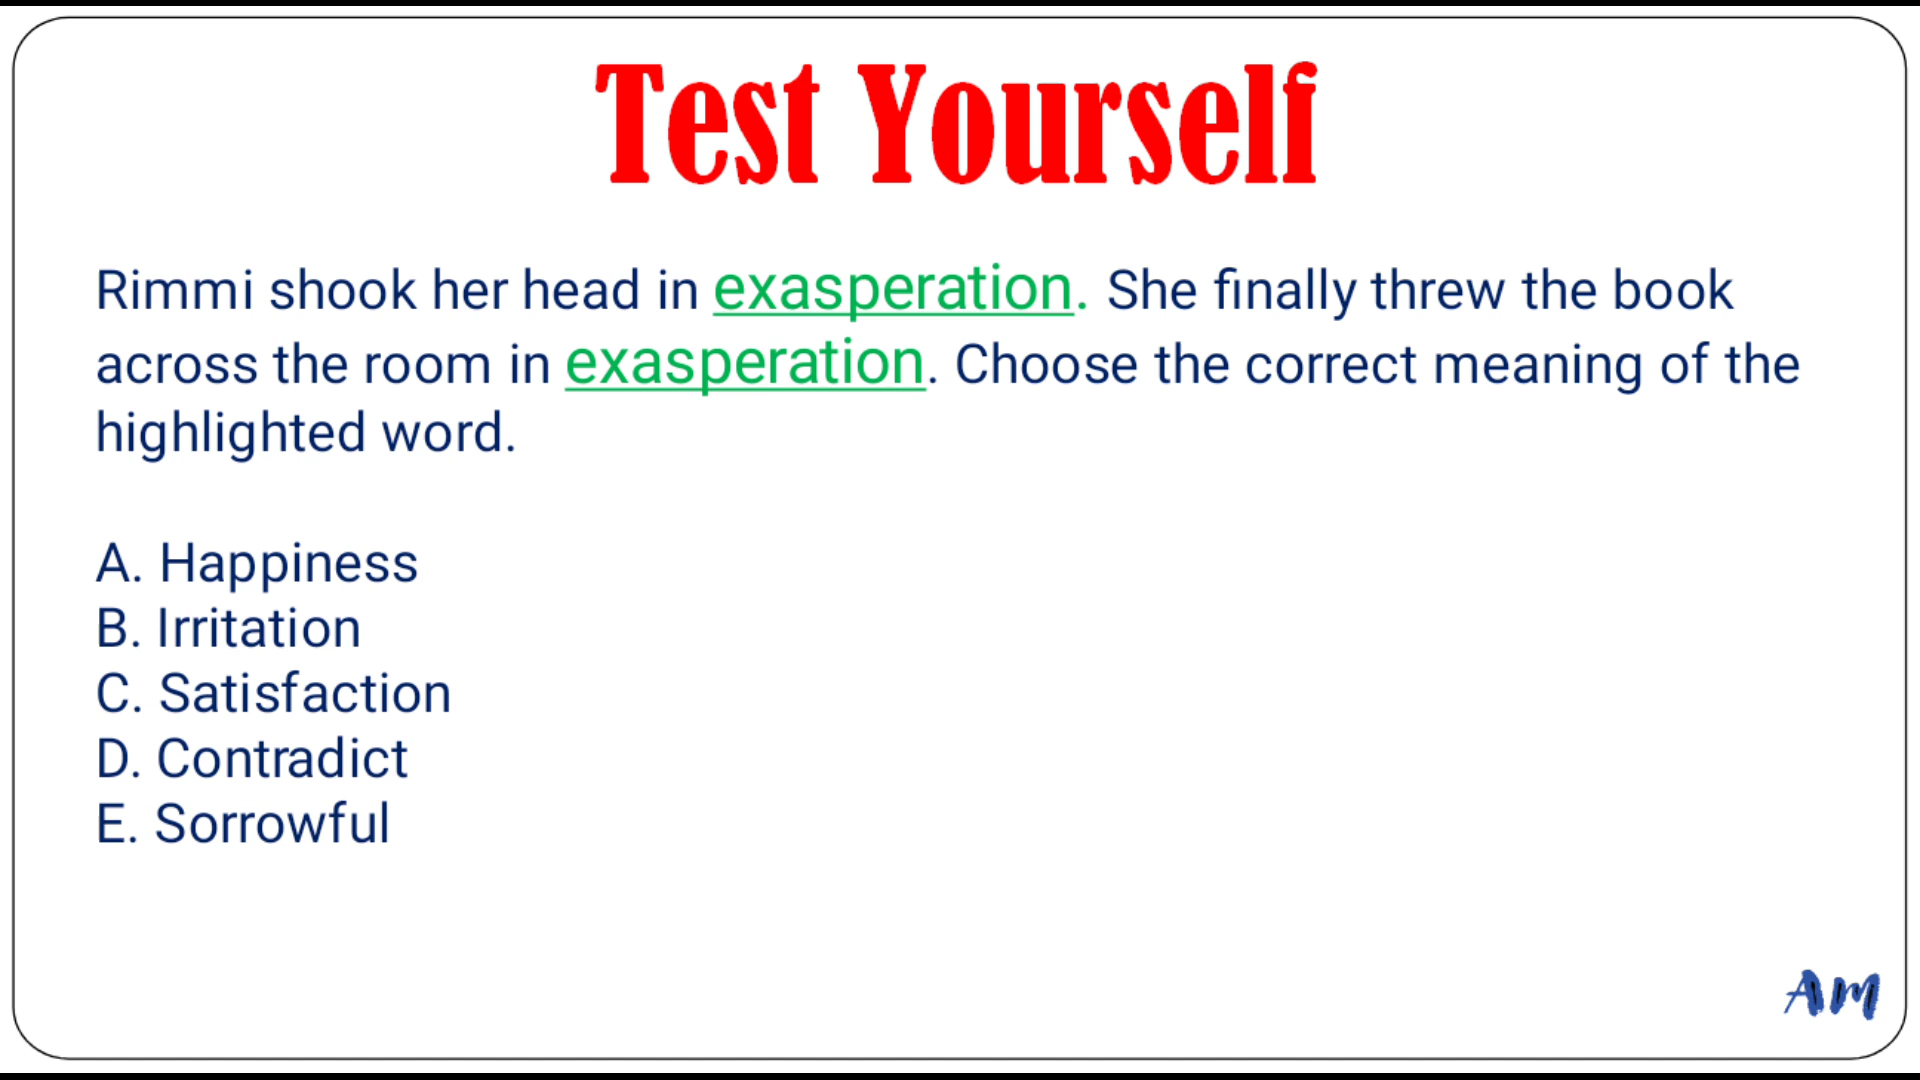 Test Yourself
Rimmi shook her head in exasperation. She finally threw the book
across the room in exasperation. Choose the correct meaning of the
highlighted word.
A. Happiness
B. Irritation
C. Satisfaction
D. Contradict
E. Sorrowful
AM